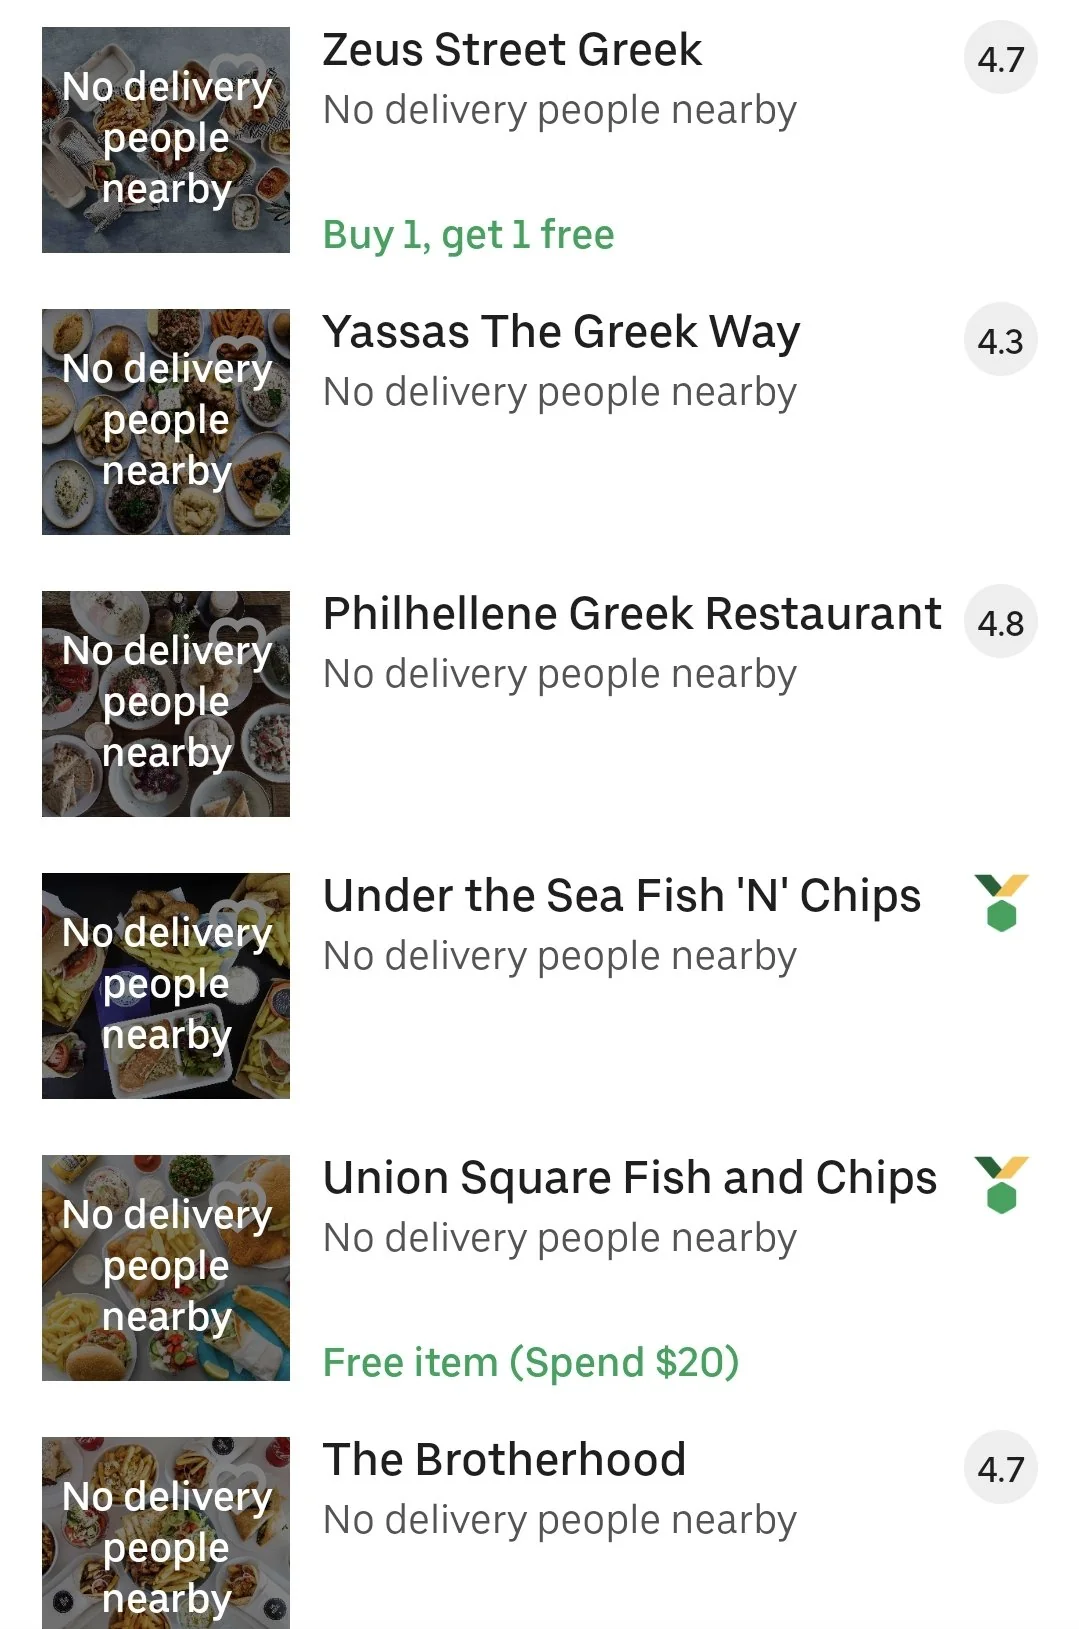 No delivery
people
nearby
Zeus Street Greek
No delivery people nearby
Buy 1, get 1 free
4.7
No delivery
people
nearby
Yassas The Greek Way
No delivery people nearby
4.3
No delivery
people
nearby
Philhellene Greek Restaurant
No delivery people nearby
4.8
No delivery
people
nearby
Under the Sea Fish 'N' Chips
No delivery people nearby
No delivery
people
nearby
Union Square Fish and Chips
No delivery people nearby
Free item (Spend $20)
No delivery
people
nearby
The Brotherhood
No delivery people nearby
4.7